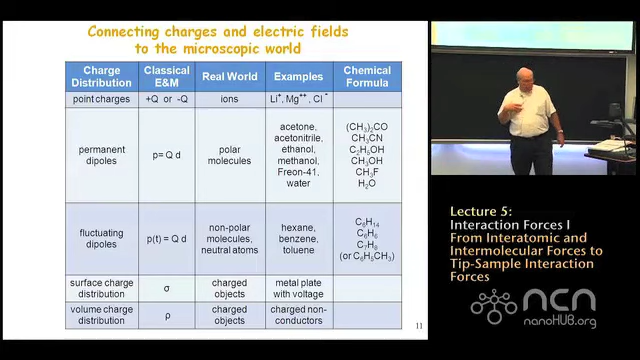 Connecting charges and electric fields
to the microscopic world
Charge Distribution Classical E&M Real World Examples Chemical Formula
point charges +Q or -Q ions Li⁺, Mg⁺⁺, Cl⁻
permanent dipoles p= Q d polar molecules acetone, acetonitrile, ethanol, methanol, Freon-41, water (CH₃)₂CO CH₃CN C₂H₅OH CH₃OH CH₃F H₂O
fluctuating dipoles p(t) = Q d non-polar molecules, neutral atoms hexane, benzene, toluene C₆H₁₄ C₆H₆ C₇H₈ (or C₆H₅CH₃)
surface charge distribution σ charged objects metal plate with voltage
volume charge distribution ρ charged objects charged non-conductors
11
Lecture 5:
Interaction Forces I
From Interatomic and
Intermolecular Forces to
Tip-Sample Interaction
Forces
ncn
nanoHUB.org